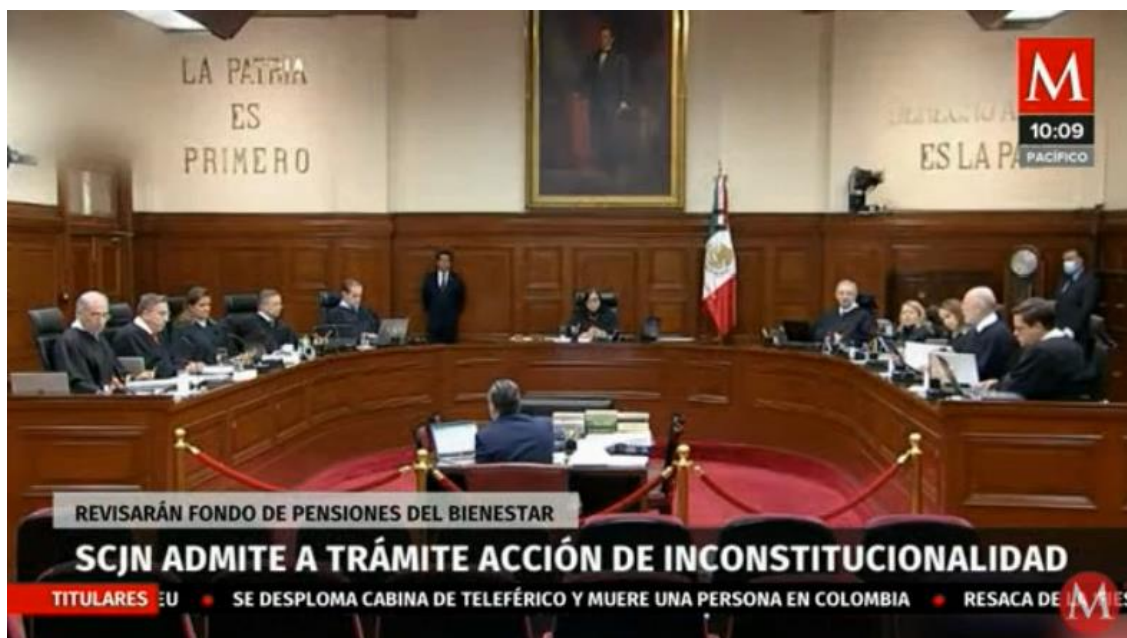 LA PATRIA
ES
PRIMERO
ES LA
M
10:09
PACÍFICO
REVISARÁN FONDO DE PENSIONES DEL BIENESTAR
SCJN ADMITE A TRÁMITE ACCIÓN DE INCONSTITUCIONALIDAD
TITULARES EU • SE DESPLOMA CABINA DE TELEFÉRICO Y MUERE UNA PERSONA EN COLOMBIA • RESACA DE
M